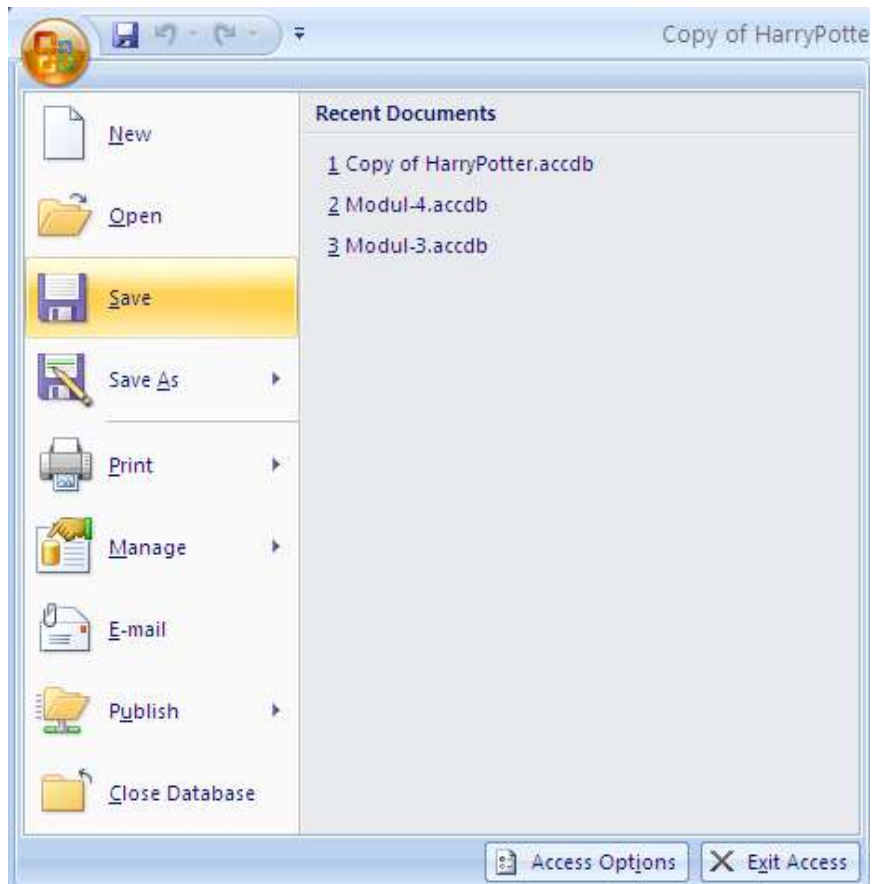 Copy of HarryPotte
New
Open
Save
Save As
Print
Manage
E-mail
Publish
Close Database
Recent Documents
1 Copy of HarryPotter.accdb
2 Modul-4.accdb
3 Modul-3.accdb
Access Options
Exit Access